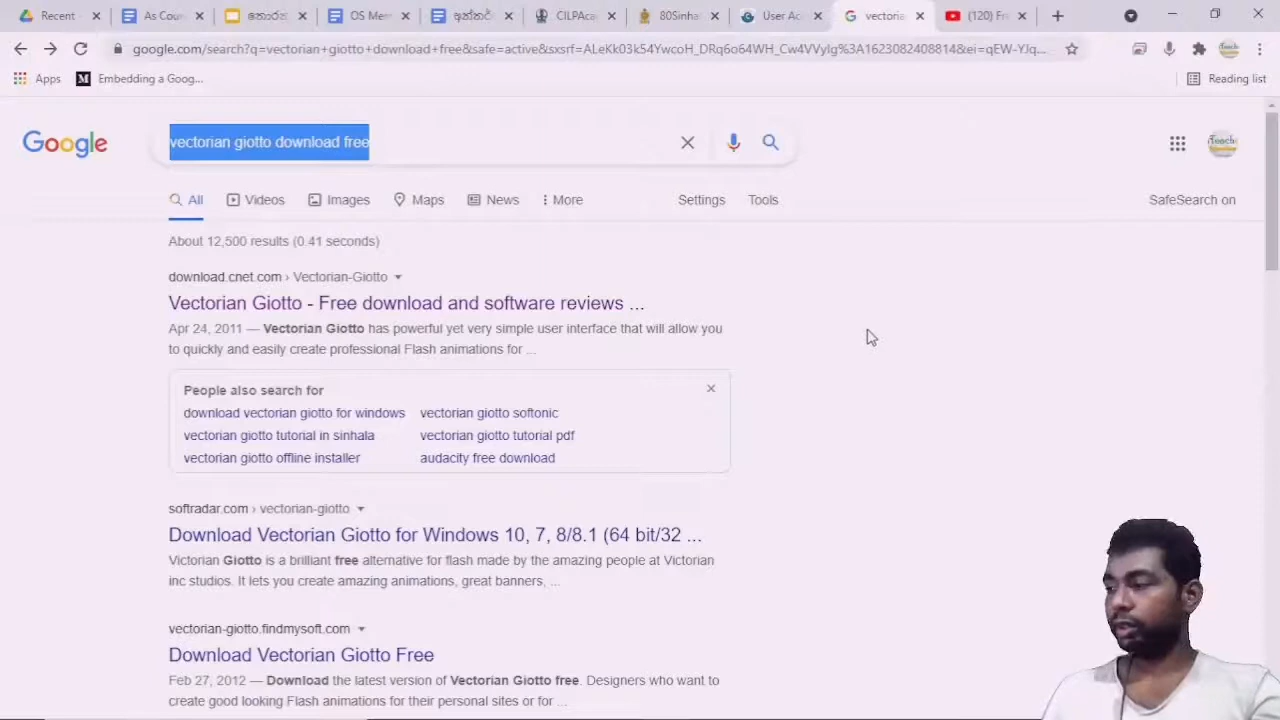 Recent
As Cour
තොරතු
OS Mem
CILPAca
80Sinha
User Ac
vectoria
(120) Fr
google.com/search?q=vectorian+giotto+download+free&safe=active&sxsrf=ALeKk03k54YwcoH_DRq6o64WH_Cw4VVylg%3A1623082408814&ei=qEW-YJq...
Apps
Embedding a Goog...
Reading list
Google
vectorian giotto download free
All
Videos
Images
Maps
News
More
Settings
Tools
SafeSearch on
About 12,500 results (0.41 seconds)
download.cnet.com › Vectorian-Giotto
Vectorian Giotto - Free download and software reviews ...
Apr 24, 2011 — Vectorian Giotto has powerful yet very simple user interface that will allow you
to quickly and easily create professional Flash animations for ...
People also search for
download vectorian giotto for windows
vectorian giotto softonic
vectorian giotto tutorial in sinhala
vectorian giotto tutorial pdf
vectorian giotto offline installer
audacity free download
softradar.com › vectorian-giotto
Download Vectorian Giotto for Windows 10, 7, 8/8.1 (64 bit/32 ...
Victorian Giotto is a brilliant free alternative for flash made by the amazing people at Victorian
inc studios. It lets you create amazing animations, great banners, ...
vectorian-giotto.findmysoft.com
Download Vectorian Giotto Free
Feb 27, 2012 — Download the latest version of Vectorian Giotto free. Designers who want to
create good looking Flash animations for their personal sites or for ...